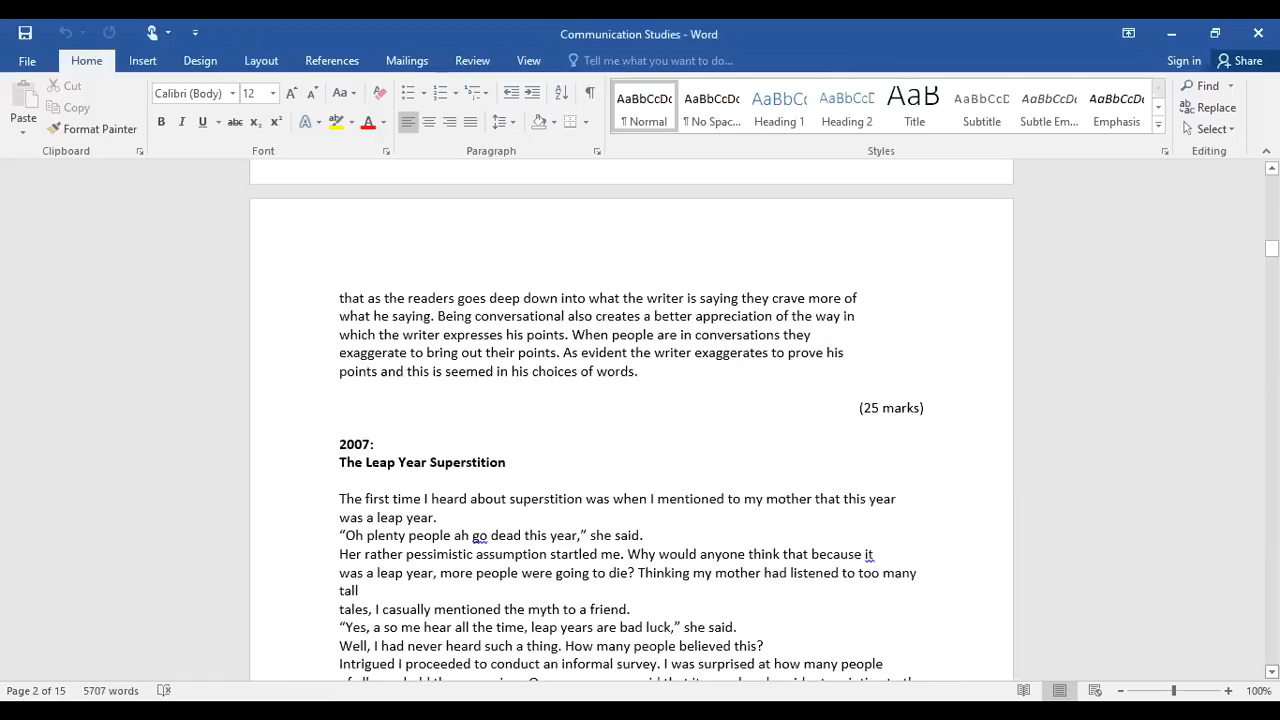 Communication Studies - Word
File Home Insert Design Layout References Mailings Review View Tell me what you want to do... Sign in Share
Paste Cut Copy Format Painter
Calibri (Body) 12 Aa
B I U abc X₂ X² A A
AaBbCcDc AaBbCcDc AaBbCc AaBbCcD AaB AaBbCcD AaBbCcDc AaBbCcDc
¶ Normal ¶ No Spac... Heading 1 Heading 2 Title Subtitle Subtle Em... Emphasis
Find Replace Select
Clipboard Font Paragraph Styles Editing
that as the readers goes deep down into what the writer is saying they crave more of
what he saying. Being conversational also creates a better appreciation of the way in
which the writer expresses his points. When people are in conversations they
exaggerate to bring out their points. As evident the writer exaggerates to prove his
points and this is seemed in his choices of words.
(25 marks)
2007:
The Leap Year Superstition
The first time I heard about superstition was when I mentioned to my mother that this year
was a leap year.
“Oh plenty people ah go dead this year,” she said.
Her rather pessimistic assumption startled me. Why would anyone think that because it
was a leap year, more people were going to die? Thinking my mother had listened to too many
tall
tales, I casually mentioned the myth to a friend.
“Yes, a so me hear all the time, leap years are bad luck,” she said.
Well, I had never heard such a thing. How many people believed this?
Intrigued I proceeded to conduct an informal survey. I was surprised at how many people
Page 2 of 15 5707 words 100%